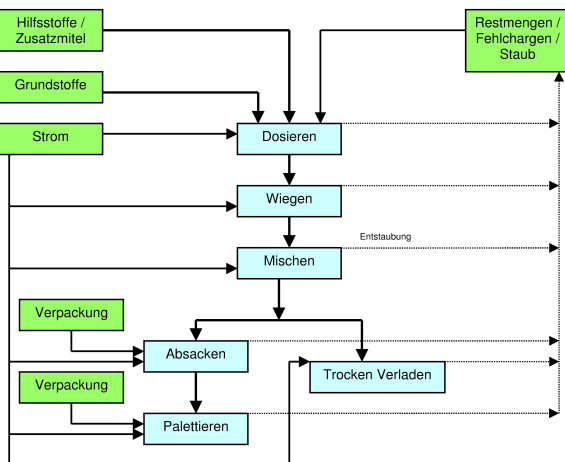 Hilfsstoffe /
Zusatzmitel
Restmengen /
Fehlchargen /
Staub
Grundstoffe
Strom
Dosieren
Wiegen
Entstaubung
Mischen
Verpackung
Absacken
Trocken Verladen
Verpackung
Palettieren